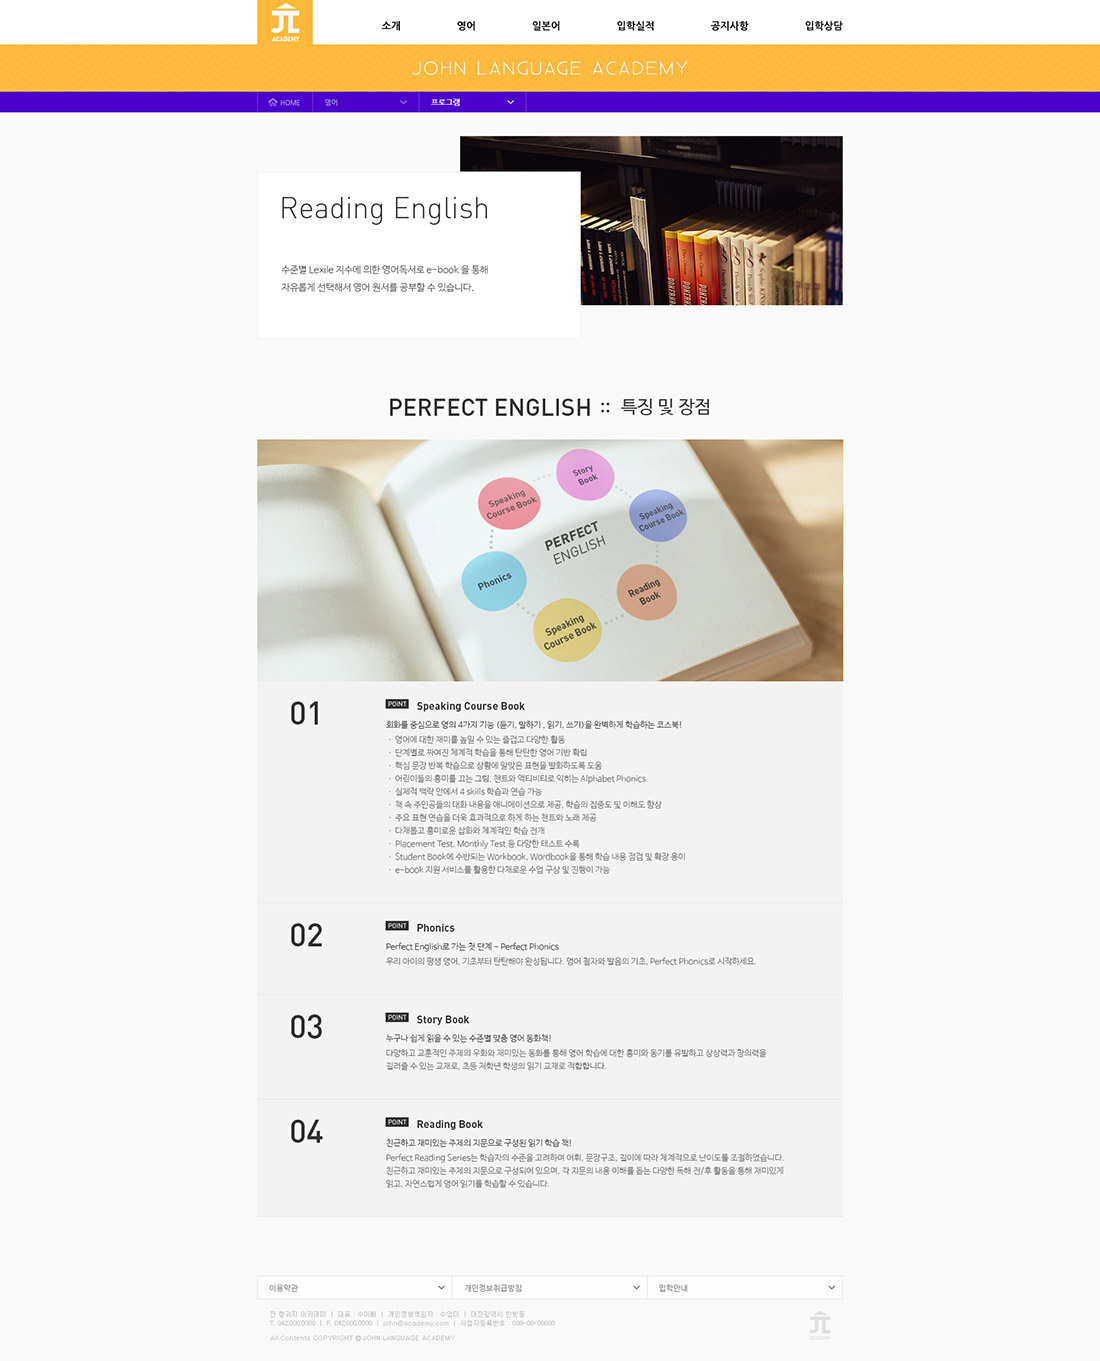 JL
ACADEMY
소개 영어 일본어 입학실적 공지사항 입학상담
JOHN LANGUAGE ACADEMY
HOME 영어 프로그램
Reading English
수준별 Lexile 지수에 의한 영어독서로 e-book 을 통해
자유롭게 선택해서 영어 원서를 공부할 수 있습니다.
PERFECT ENGLISH :: 특징 및 장점
Story
Book
Speaking
Course Book
Speaking
Course Book
PERFECT
ENGLISH
Phonics
Reading
Book
Speaking
Course Book
01
POINT Speaking Course Book
회화를 중심으로 영의 4가지 기능 (듣기, 말하기 , 읽기, 쓰기)을 완벽하게 학습하는 코스북!
· 영어에 대한 재미를 높일 수 있는 즐겁고 다양한 활동
· 단계별로 짜여진 체계적 학습을 통해 탄탄한 영어 기반 확립
· 핵심 문장 반복 학습으로 상황에 알맞은 표현을 발화하도록 도움
· 어린이들의 흥미를 끄는 그림, 챈트와 액티비티로 익히는 Alphabet Phonics
· 실제적 맥락 안에서 4 skills 학습과 연습 가능
· 책 속 주인공들의 대화 내용을 애니메이션으로 제공, 학습의 집중도 및 이해도 향상
· 주요 표현 연습을 더욱 효과적으로 하게 하는 챈트와 노래 제공
· 다채롭고 흥미로운 삽화와 체계적인 학습 전개
· Placement Test, Monthly Test 등 다양한 테스트 수록
· Student Book에 수반되는 Workbook, Wordbook을 통해 학습 내용 점검 및 확장 용이
· e-book 지원 서비스를 활용한 다채로운 수업 구상 및 진행이 가능
02
POINT Phonics
Perfect English로 가는 첫 단계 - Perfect Phonics
우리 아이의 평생 영어, 기초부터 탄탄해야 완성됩니다. 영어 철자와 발음의 기초, Perfect Phonics로 시작하세요.
03
POINT Story Book
누구나 쉽게 읽을 수 있는 수준별 맞춤 영어 동화책!
다양하고 교훈적인 주제의 우화와 재미있는 동화를 통해 영어 학습에 대한 흥미와 동기를 유발하고 상상력과 창의력을
길러줄 수 있는 교재로, 초등 저학년 학생의 읽기 교재로 적합합니다.
04
POINT Reading Book
친근하고 재미있는 주제의 지문으로 구성된 읽기 학습 책!
Perfect Reading Series는 학습자의 수준을 고려하여 어휘, 문장구조, 길이에 따라 체계적으로 난이도를 조절하였습니다.
친근하고 재미있는 주제의 지문으로 구성되어 있으며, 각 지문의 내용 이해를 돕는 다양한 독해 전/후 활동을 통해 재미있게
읽고, 자연스럽게 영어 읽기를 학습할 수 있습니다.
이용약관 개인정보취급방침 입학안내
쟌 랭귀지 아카데미 | 대표 : 수이빠 | 개인정보책임자 : 수엄마 | 대전광역시 탄방동
T. 042.000.0000 | F. 042.000.0000 | john@academy.com | 사업자등록번호 : 000-00-00000
All Contents COPYRIGHT © JOHN LANGUAGE ACADEMY
JL
ACADEMY